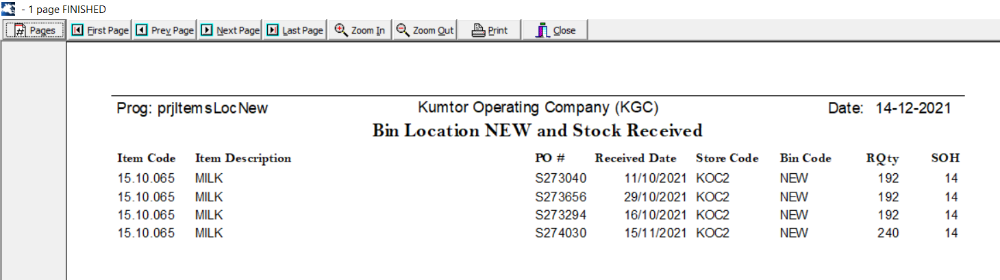 - 1 page FINISHED
Pages First Page Prev Page Next Page Last Page Zoom In Zoom Out Print Close
Prog: prjItemsLocNew Kumtor Operating Company (KGC) Date: 14-12-2021
Bin Location NEW and Stock Received
Item Code Item Description PO # Received Date Store Code Bin Code RQty SOH
15.10.065 MILK S273040 11/10/2021 KOC2 NEW 192 14
15.10.065 MILK S273656 29/10/2021 KOC2 NEW 192 14
15.10.065 MILK S273294 16/10/2021 KOC2 NEW 192 14
15.10.065 MILK S274030 15/11/2021 KOC2 NEW 240 14